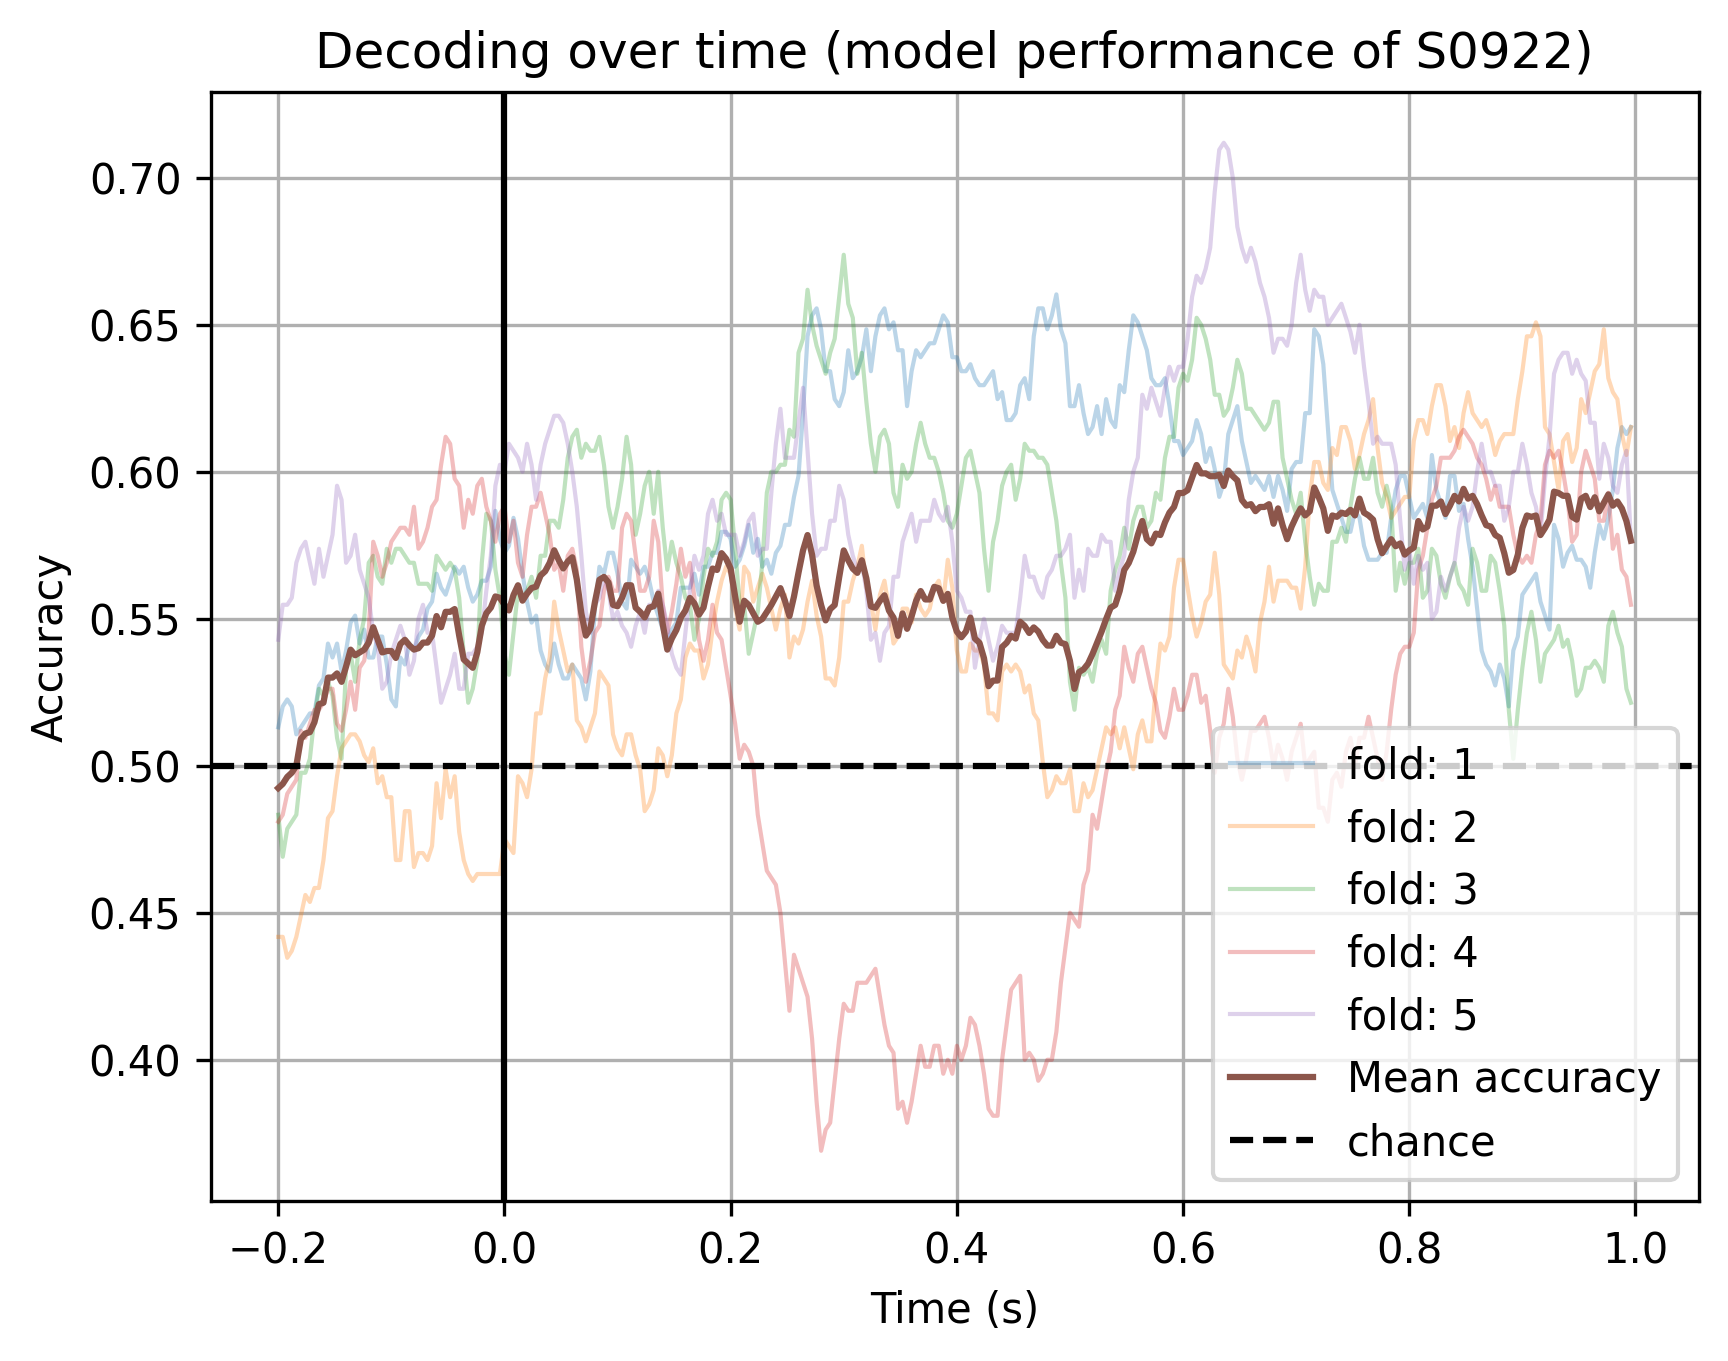 Decoding over time (model performance of S0922)
Accuracy
0.70
0.65
0.60
0.55
0.50
0.45
0.40
−0.2
0.0
0.2
0.4
0.6
0.8
1.0
Time (s)
fold: 1
fold: 2
fold: 3
fold: 4
fold: 5
Mean accuracy
chance